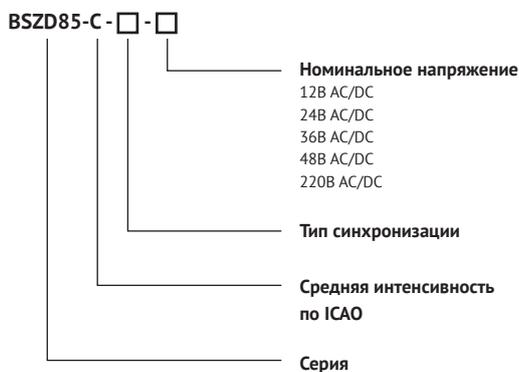 BSZD85-C - □ - □
Номинальное напряжение
12В AC/DC
24В AC/DC
36В AC/DC
48В AC/DC
220В AC/DC
Тип синхронизации
Средняя интенсивность
по ICAO
Серия